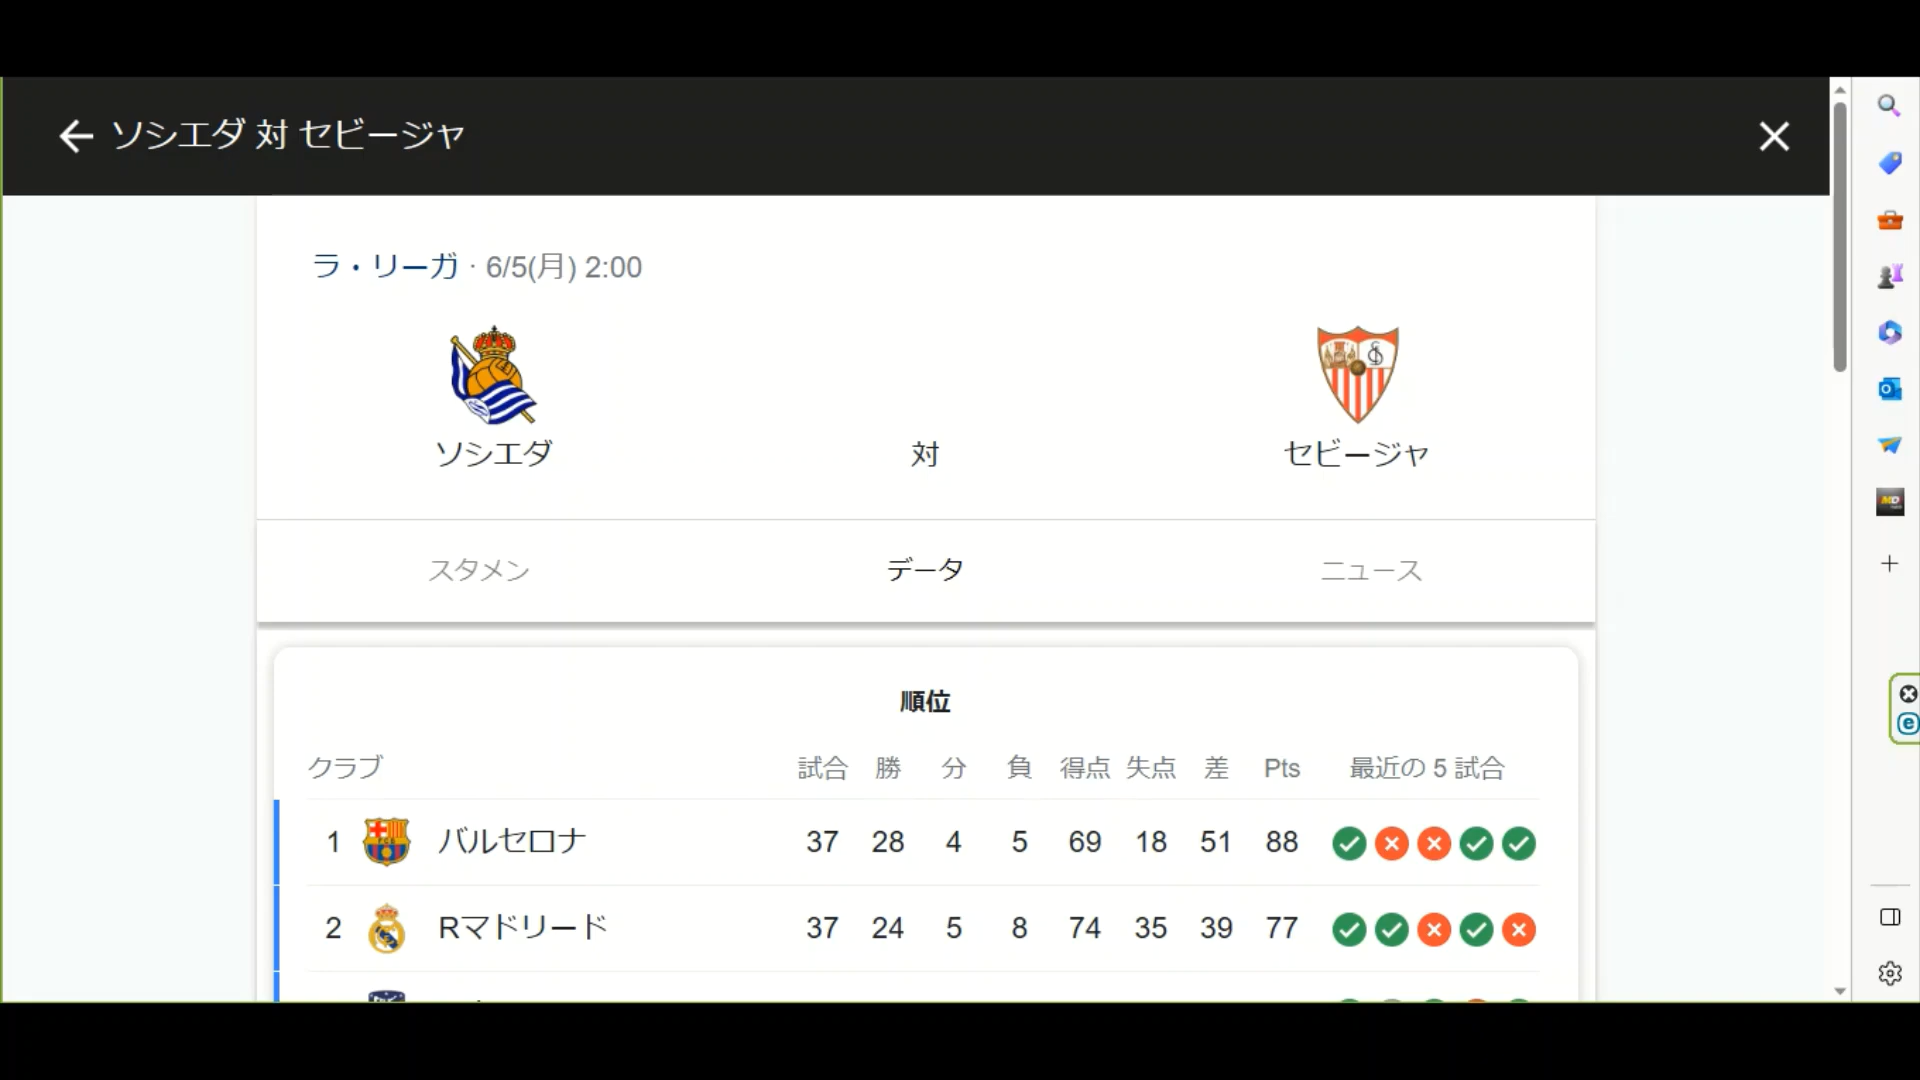 ソシエダ 対 セビージャ
ラ・リーガ · 6/5(月) 2:00
ソシエダ 対 セビージャ
スタメン データ ニュース
順位
クラブ 試合 勝 分 負 得点 失点 差 Pts 最近の 5 試合
1 バルセロナ 37 28 4 5 69 18 51 88
2 Rマドリード 37 24 5 8 74 35 39 77